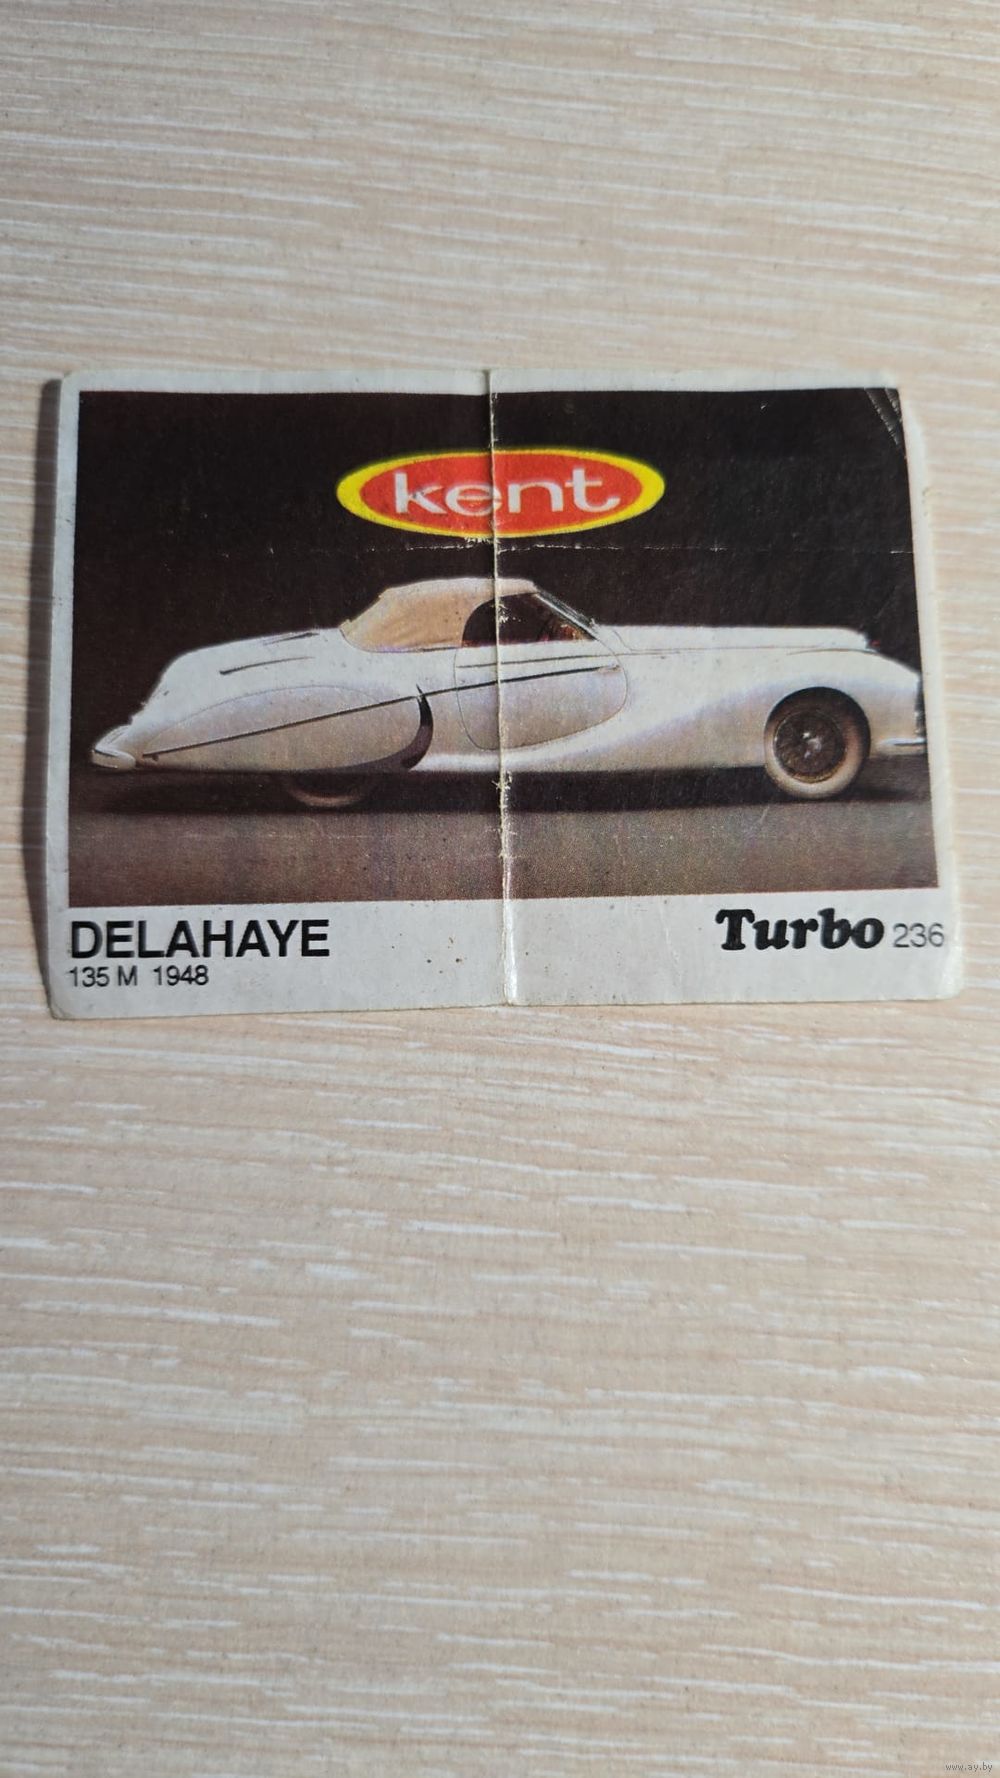 kent
DELAHAYE
135 M 1948
Turbo 236
www.ay.by